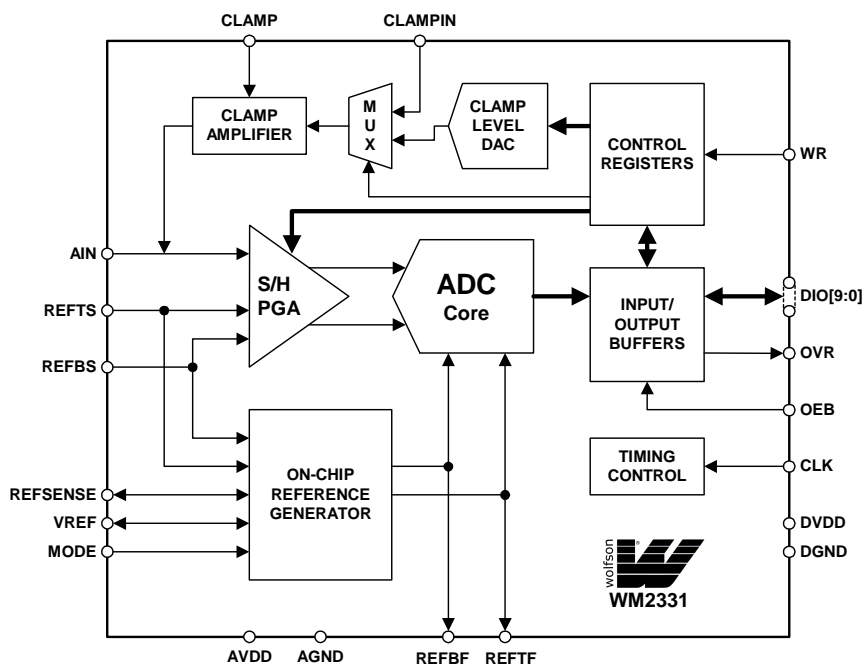 CLAMP
CLAMPIN
CLAMP
AMPLIFIER
M
U
X
CLAMP
LEVEL
DAC
CONTROL
REGISTERS
WR
AIN
S/H
PGA
ADC
Core
INPUT/
OUTPUT
BUFFERS
DIO[9:0]
REFTS
OVR
REFBS
OEB
ON-CHIP
REFERENCE
GENERATOR
TIMING
CONTROL
CLK
REFSENSE
VREF
MODE
DVDD
DGND
wolfson
®
WM2331
AVDD
AGND
REFBF
REFTF